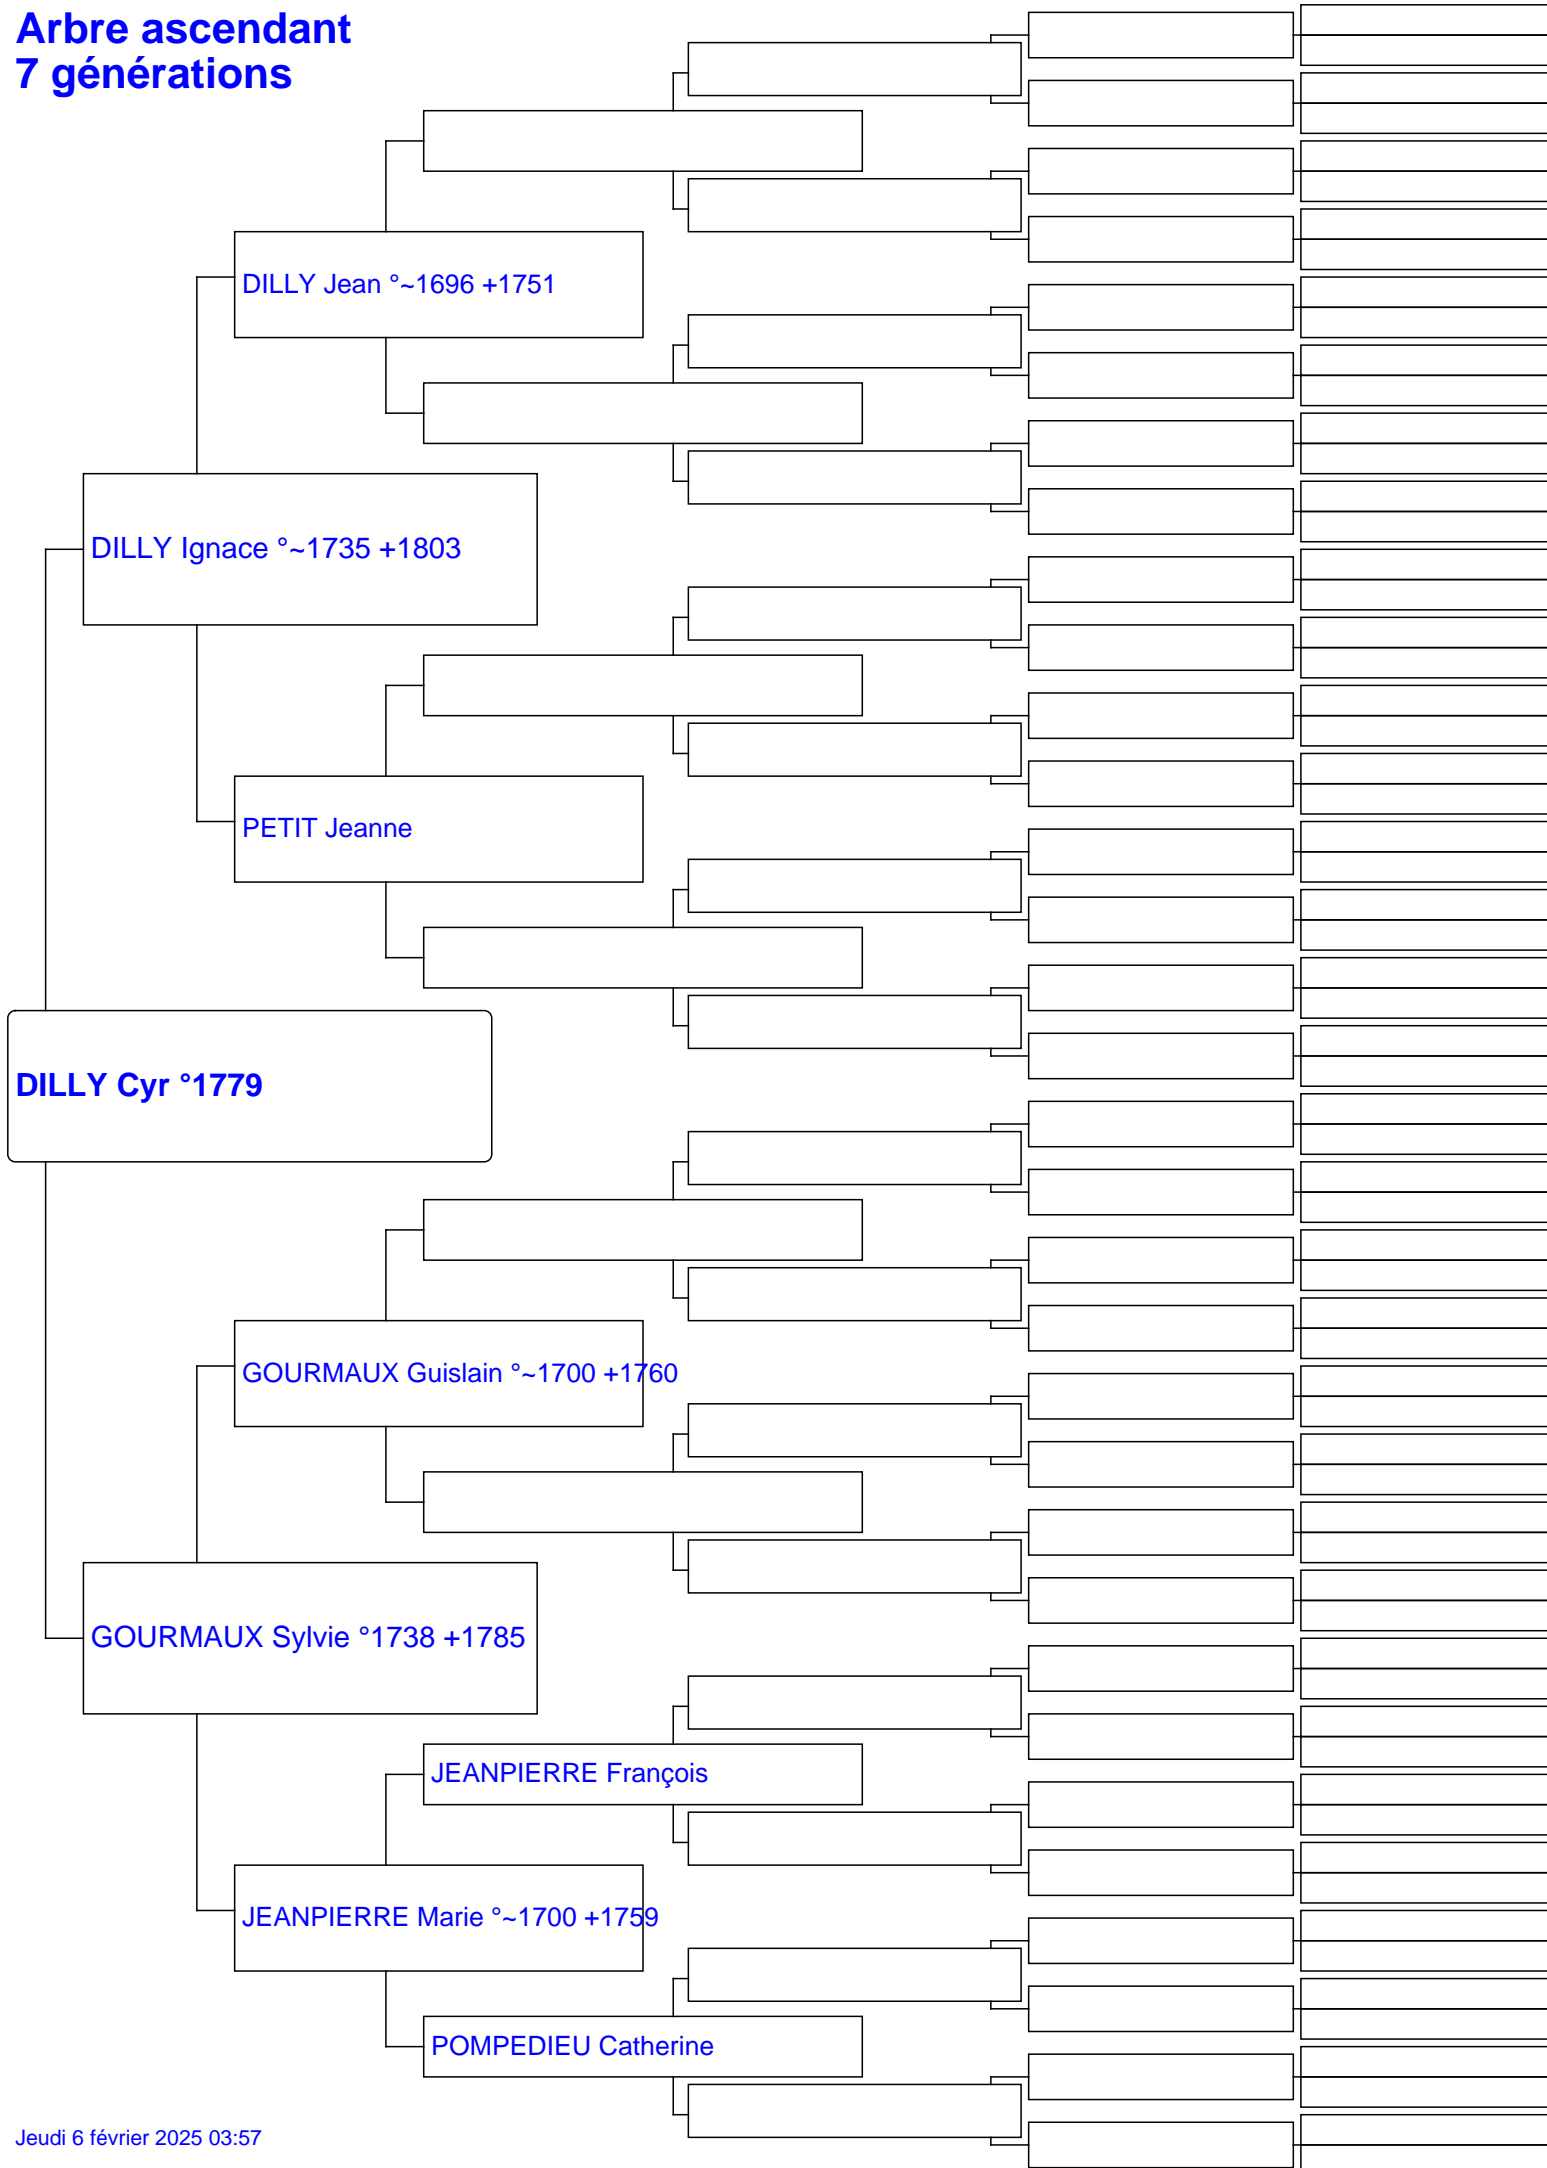 Arbre ascendant
7 générations
DILLY Jean °~1696 +1751
DILLY Ignace °~1735 +1803
PETIT Jeanne
DILLY Cyr °1779
GOURMAUX Guislain °~1700 +1760
GOURMAUX Sylvie °1738 +1785
JEANPIERRE François
JEANPIERRE Marie °~1700 +1759
POMPEDIEU Catherine
Jeudi 6 février 2025 03:57